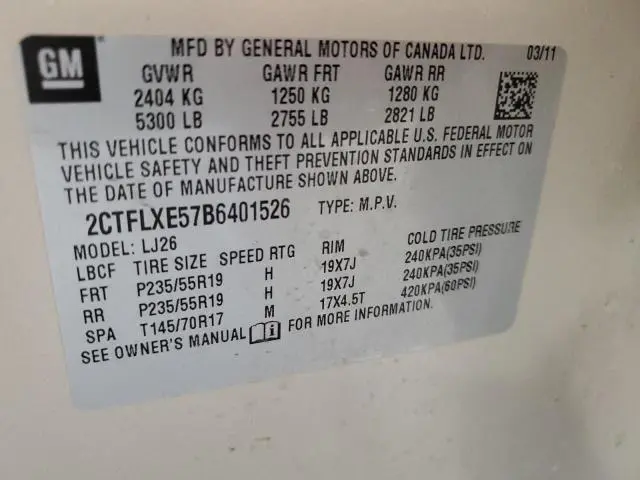 GM
MFD BY GENERAL MOTORS OF CANADA LTD. 03/11
GVWR GAWR FRT GAWR RR
2404 KG 1250 KG 1280 KG
5300 LB 2755 LB 2821 LB
THIS VEHICLE CONFORMS TO ALL APPLICABLE U.S. FEDERAL MOTOR
VEHICLE SAFETY AND THEFT PREVENTION STANDARDS IN EFFECT ON
THE DATE OF MANUFACTURE SHOWN ABOVE.
2CTFLXE57B6401526 TYPE: M.P.V.
MODEL: LJ26
LBCF TIRE SIZE SPEED RTG RIM COLD TIRE PRESSURE
FRT P235/55R19 H 19X7J 240KPA(35PSI)
RR P235/55R19 H 19X7J 240KPA(35PSI)
SPA T145/70R17 M 17X4.5T 420KPA(60PSI)
SEE OWNER'S MANUAL FOR MORE INFORMATION.